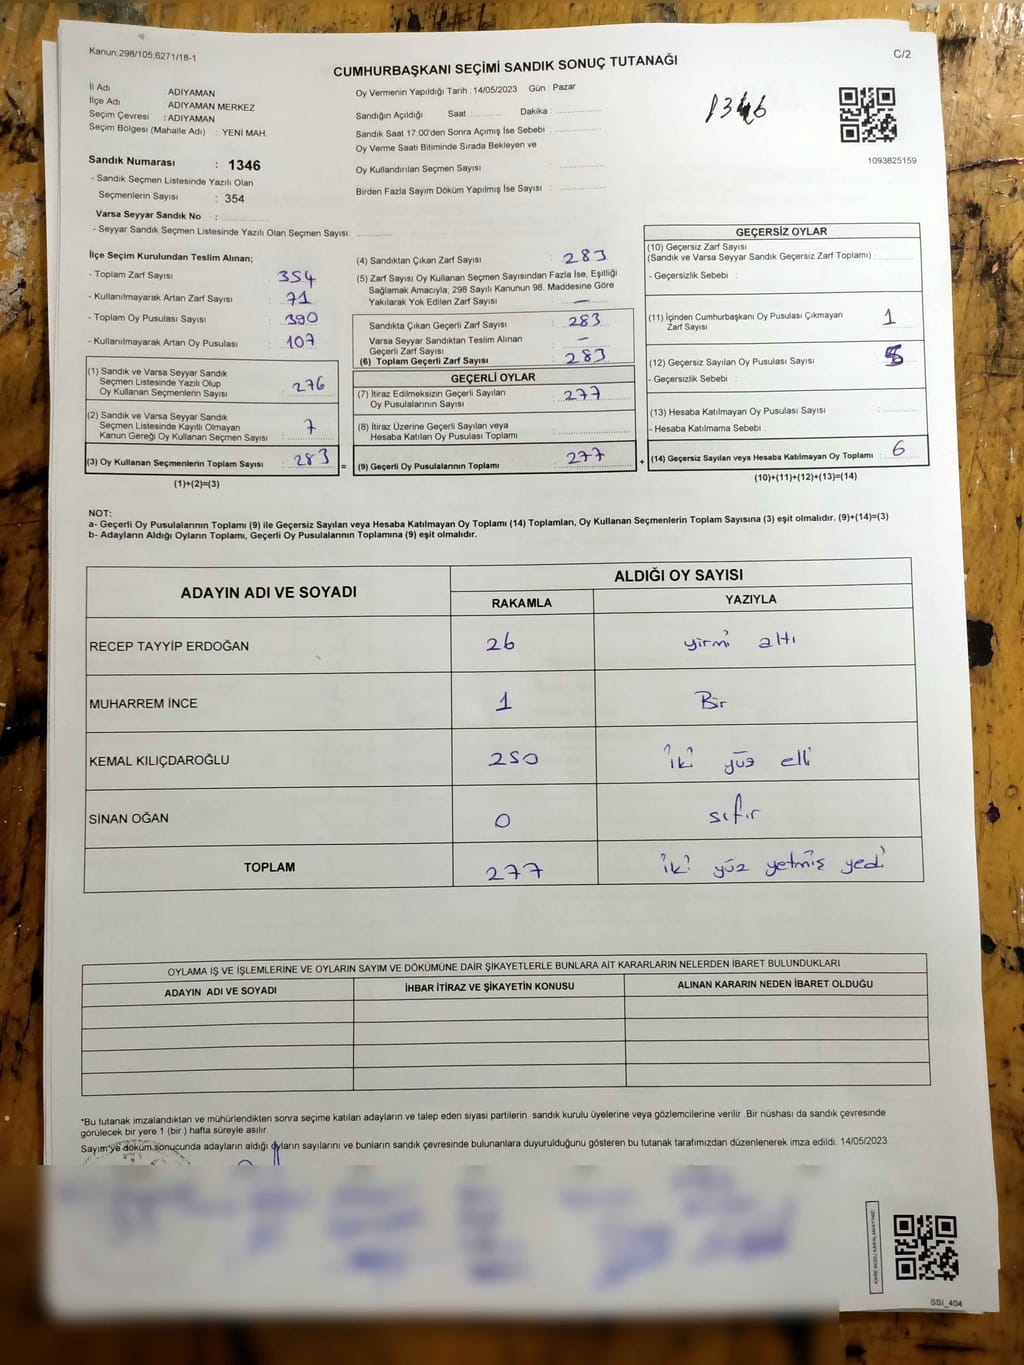 Kanun:298/105;6271/18-1
C/2
CUMHURBAŞKANI SEÇİMİ SANDIK SONUÇ TUTANAĞI
İl Adı : ADIYAMAN
İlçe Adı : ADIYAMAN MERKEZ
Seçim Çevresi : ADIYAMAN
Seçim Bölgesi (Mahalle Adı) : YENİ MAH.
Sandık Numarası : 1346
- Sandık Seçmen Listesinde Yazılı Olan
Seçmenlerin Sayısı : 354
Varsa Seyyar Sandık No :
- Seyyar Sandık Seçmen Listesinde Yazılı Olan Seçmen Sayısı:
Oy Vermenin Yapıldığı Tarih : 14/05/2023 Gün : Pazar
Sandığın Açıldığı Saat : Dakika :
Sandık Saat 17:00'den Sonra Açımış İse Sebebi :
Oy Verme Saati Bitiminde Sırada Bekleyen ve
Oy Kullandırılan Seçmen Sayısı :
Birden Fazla Sayım Döküm Yapılmış İse Sayısı :
1346
1093825159
İlçe Seçim Kurulundan Teslim Alınan;
- Toplam Zarf Sayısı : 354
- Kullanılmayarak Artan Zarf Sayısı : 71
- Toplam Oy Pusulası Sayısı : 390
- Kullanılmayarak Artan Oy Pusulası : 107
(1) Sandık ve Varsa Seyyar Sandık
Seçmen Listesinde Yazılı Olup
Oy Kullanan Seçmenlerin Sayısı : 276
(2) Sandık ve Varsa Seyyar Sandık
Seçmen Listesinde Kayıtlı Olmayan
Kanun Gereği Oy Kullanan Seçmen Sayısı : 7
(3) Oy Kullanan Seçmenlerin Toplam Sayısı : 283
(1)+(2)=(3)
(4) Sandıktan Çıkan Zarf Sayısı : 283
(5) Zarf Sayısı Oy Kullanan Seçmen Sayısından Fazla İse, Eşitliği
Sağlamak Amacıyla; 298 Sayılı Kanunun 98. Maddesine Göre
Yakılarak Yok Edilen Zarf Sayısı : —
Sandıkta Çıkan Geçerli Zarf Sayısı : 283
Varsa Seyyar Sandıktan Teslim Alınan
Geçerli Zarf Sayısı : —
(6) Toplam Geçerli Zarf Sayısı : 283
GEÇERLİ OYLAR
(7) İtiraz Edilmeksizin Geçerli Sayılan
Oy Pusulalarının Sayısı : 277
(8) İtiraz Üzerine Geçerli Sayılan ve
Hesaba Katılan Oy Pusulası Toplamı :
= (9) Geçerli Oy Pusulalarının Toplamı : 277
GEÇERSİZ OYLAR
(10) Geçersiz Zarf Sayısı
(Sandık ve Varsa Seyyar Sandık Geçersiz Zarf Toplamı) :
- Geçersizlik Sebebi :
(11) İçinden Cumhurbaşkanı Oy Pusulası Çıkmayan
Zarf Sayısı : 1
(12) Geçersiz Sayılan Oy Pusulası Sayısı : 5
- Geçersizlik Sebebi :
(13) Hesaba Katılmayan Oy Pusulası Sayısı :
- Hesaba Katılmama Sebebi :
+ (14) Geçersiz Sayılan veya Hesaba Katılmayan Oy Toplamı : 6
(10)+(11)+(12)+(13)=(14)
NOT:
a- Geçerli Oy Pusulalarının Toplamı (9) ile Geçersiz Sayılan veya Hesaba Katılmayan Oy Toplamı (14) Toplamları, Oy Kullanan Seçmenlerin Toplam Sayısına (3) eşit olmalıdır. (9)+(14)=(3)
b- Adayların Aldığı Oyların Toplamı, Geçerli Oy Pusulalarının Toplamına (9) eşit olmalıdır.
ADAYIN ADI VE SOYADI
ALDIĞI OY SAYISI
RAKAMLA YAZIYLA
RECEP TAYYİP ERDOĞAN 26 yirmi altı
MUHARREM İNCE 1 Bir
KEMAL KILIÇDAROĞLU 250 iki yüz elli
SİNAN OĞAN 0 sıfır
TOPLAM 277 iki yüz yetmiş yedi
OYLAMA İŞ VE İŞLEMLERİNE VE OYLARIN SAYIM VE DÖKÜMÜNE DAİR ŞİKAYETLERLE BUNLARA AİT KARARLARIN NELERDEN İBARET BULUNDUKLARI
ADAYIN ADI VE SOYADI İHBAR İTİRAZ VE ŞİKAYETİN KONUSU ALINAN KARARIN NEDEN İBARET OLDUĞU
*Bu tutanak imzalandıktan ve mühürlendikten sonra seçime katılan adayların ve talep eden siyasi partilerin sandık kurulu üyelerine veya gözlemcilerine verilir .Bir nüshası da sandık çevresinde
görülecek bir yere 1 (bir ) hafta süreyle asılır.
Sayım ve döküm sonucunda adayların aldığı oyların sayılarını ve bunların sandık çevresinde bulunanlara duyurulduğunu gösteren bu tutanak tarafımızdan düzenlenerek imza edildi. 14/05/2023
KARE KODU KARALAMAYINIZ!
SSI_404